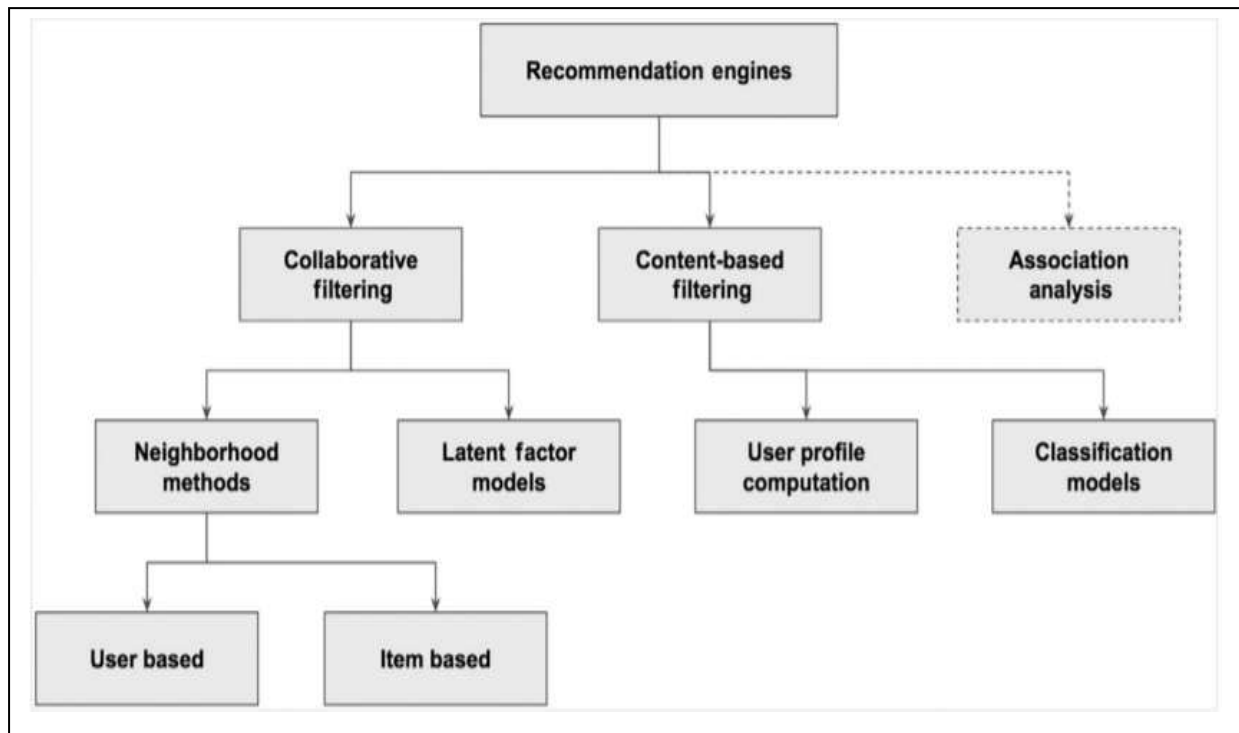 Recommendation engines
Collaborative
filtering
Content-based
filtering
Association
analysis
Neighborhood
methods
Latent factor
models
User profile
computation
Classification
models
User based
Item based